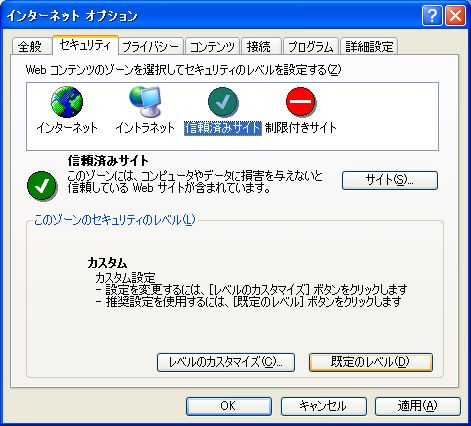 インターネット オプション
全般 セキュリティ プライバシー コンテンツ 接続 プログラム 詳細設定
Web コンテンツのゾーンを選択してセキュリティのレベルを設定する(Z)
インターネット イントラネット 信頼済みサイト 制限付きサイト
信頼済みサイト
このゾーンには、コンピュータやデータに損害を与えないと
信頼している Web サイトが含まれています。
サイト(S)...
このゾーンのセキュリティのレベル(L)
カスタム
カスタム設定
- 設定を変更するには、[レベルのカスタマイズ] ボタンをクリックします
- 推奨設定を使用するには、[既定のレベル] ボタンをクリックします
レベルのカスタマイズ(C)... 既定のレベル(D)
OK キャンセル 適用(A)